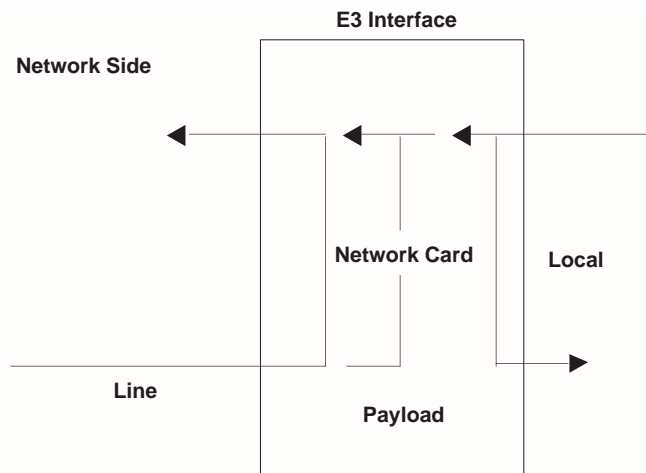 E3 Interface
Network Side
Network Card
Local
Line
Payload